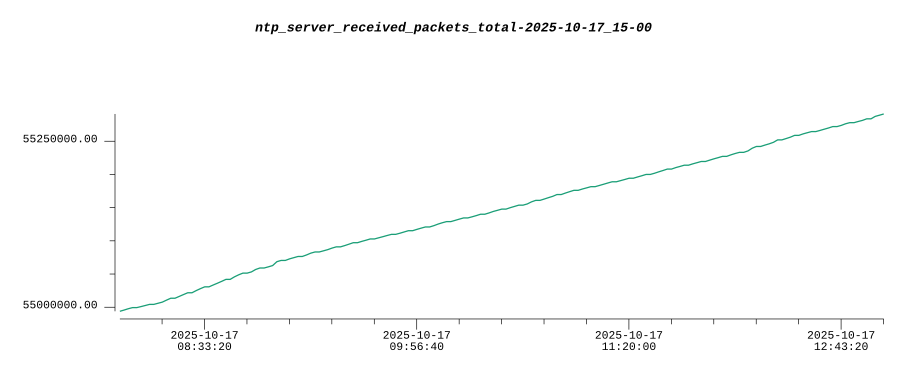 ntp_server_received_packets_total-2025-10-17_15-00
55250000.00
55000000.00
2025-10-17 2025-10-17 2025-10-17 2025-10-17
08:33:20 09:56:40 11:20:00 12:43:20